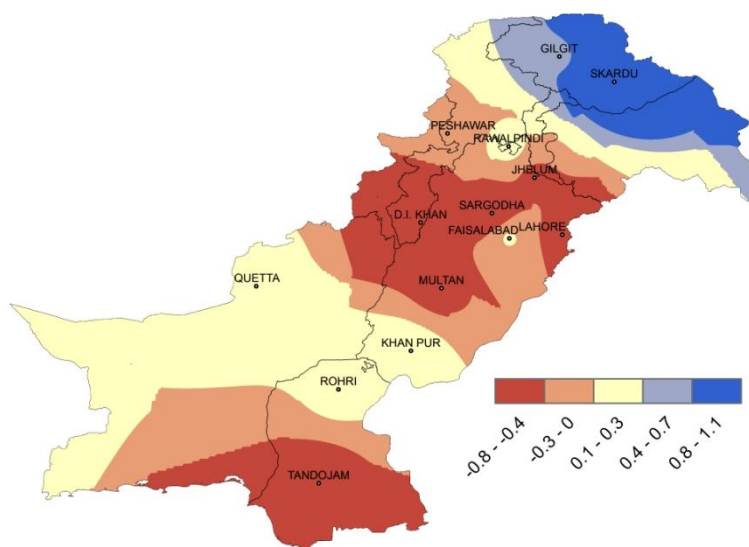 GILGIT
SKARDU
PESHAWAR
RAWALPINDI
JHELUM
SARGODHA
D.I. KHAN
FAISALABAD
LAHORE
QUETTA
MULTAN
KHAN PUR
ROHRI
TANDOJAM
-0.8 - -0.4
-0.3 - 0
0.1 - 0.3
0.4 - 0.7
0.8 - 1.1